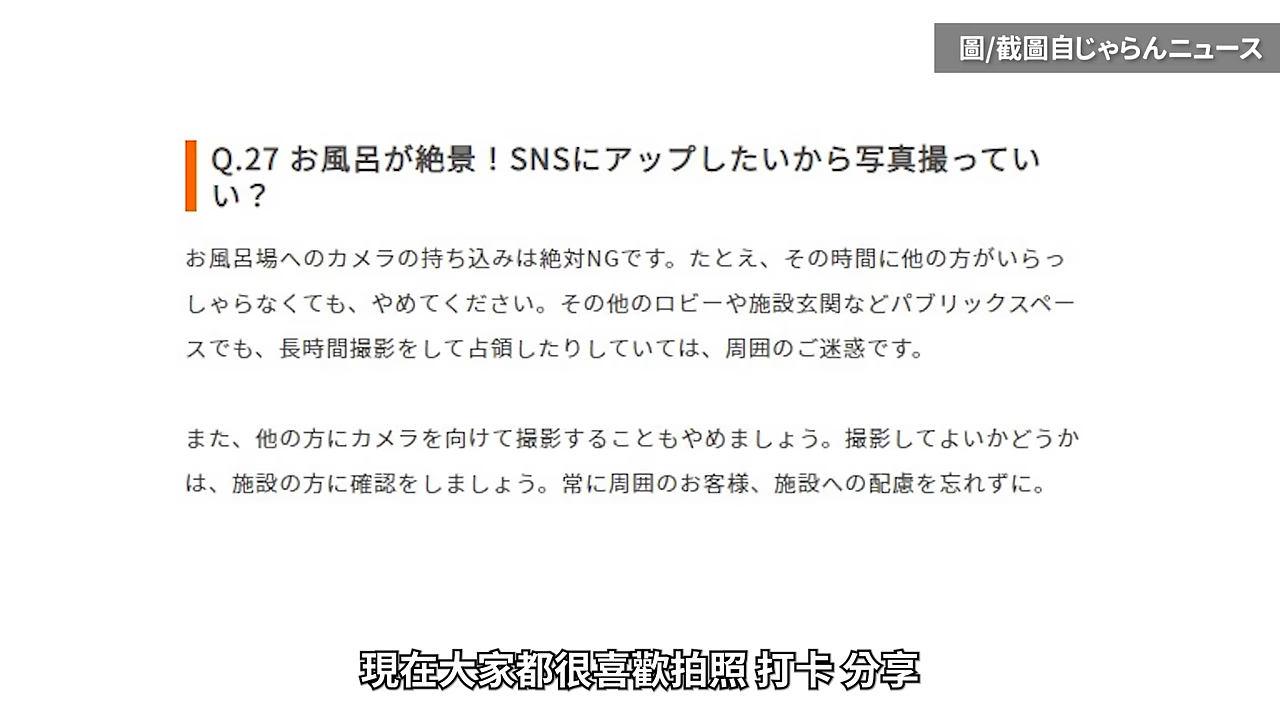 圖/截圖自じゃらんニュース
Q.27 お風呂が絶景！SNSにアップしたいから写真撮ってい
い？
お風呂場へのカメラの持ち込みは絶対NGです。たとえ、その時間に他の方がいらっ
しゃらなくても、やめてください。その他のロビーや施設玄関などパブリックスペー
スでも、長時間撮影をして占領したりしていては、周囲のご迷惑です。
また、他の方にカメラを向けて撮影することもやめましょう。撮影してよいかどうか
は、施設の方に確認をしましょう。常に周囲のお客様、施設への配慮を忘れずに。
現在大家都很喜歡拍照 打卡 分享